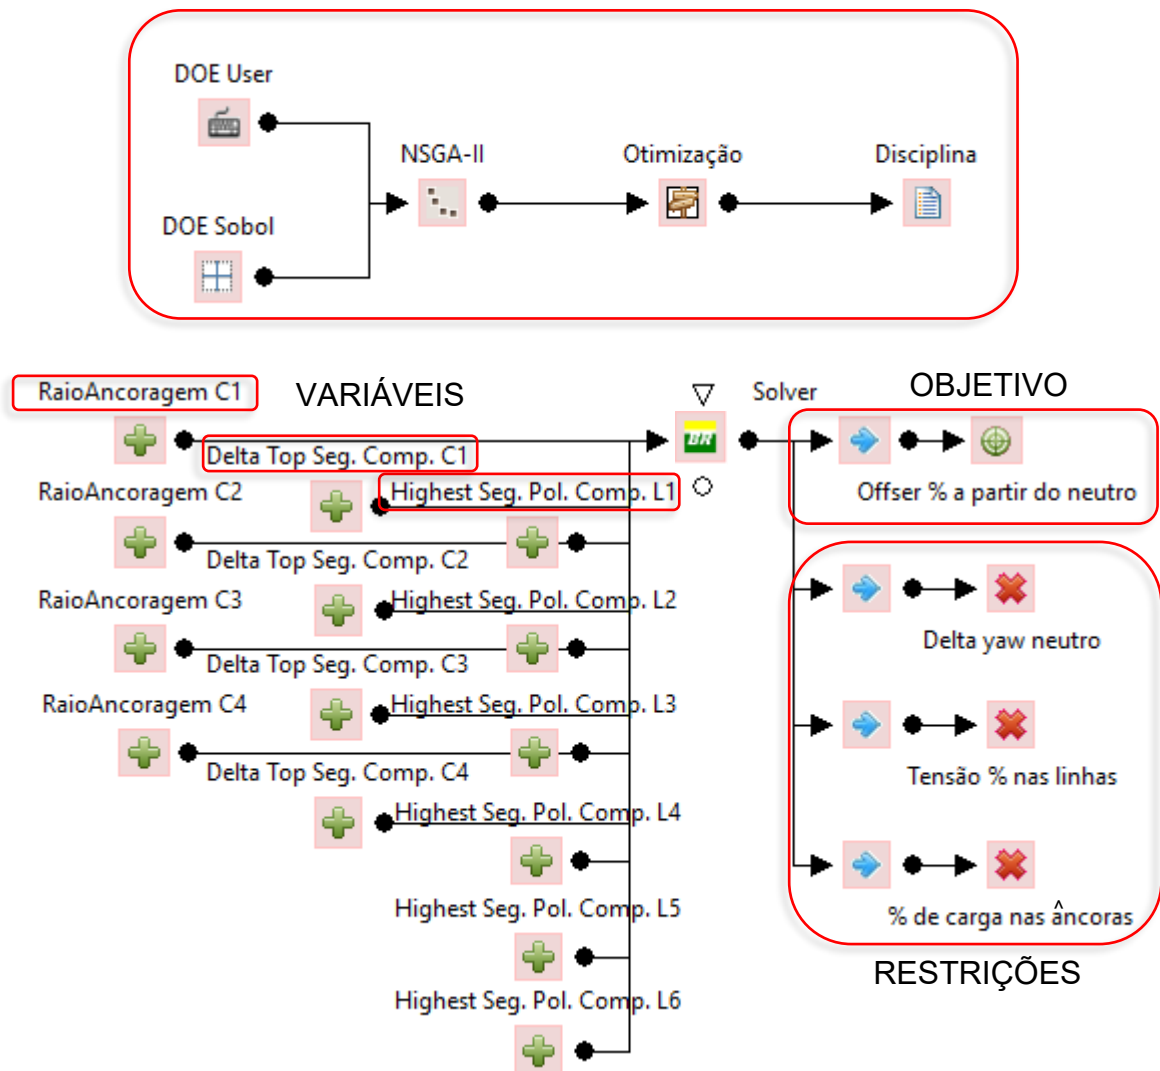 DOE User
NSGA-II
Otimização
Disciplina
DOE Sobol
RaioAncoragem C1
VARIÁVEIS
Solver
OBJETIVO
BR
Delta Top Seg. Comp. C1
RaioAncoragem C2
Highest Seg. Pol. Comp. L1
Offser % a partir do neutro
Delta Top Seg. Comp. C2
RaioAncoragem C3
Highest Seg. Pol. Comp. L2
Delta yaw neutro
Delta Top Seg. Comp. C3
RaioAncoragem C4
Highest Seg. Pol. Comp. L3
Delta Top Seg. Comp. C4
Tensão % nas linhas
Highest Seg. Pol. Comp. L4
Highest Seg. Pol. Comp. L5
% de carga nas âncoras
RESTRIÇÕES
Highest Seg. Pol. Comp. L6